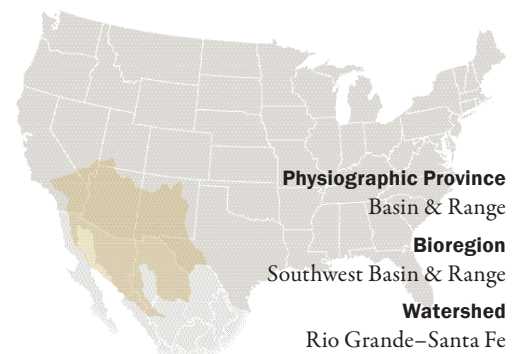 Physiographic Province
Basin & Range
Bioregion
Southwest Basin & Range
Watershed
Rio Grande–Santa Fe